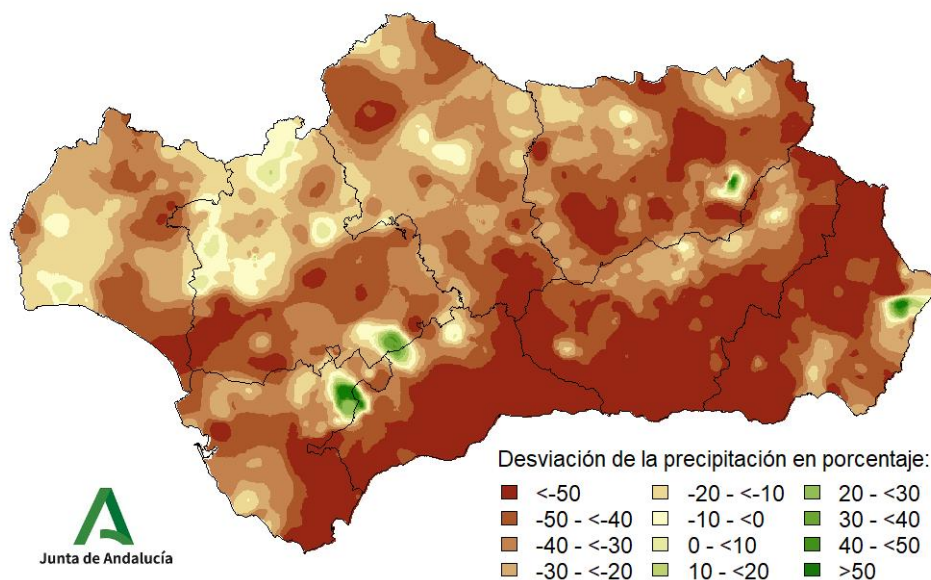 Desviación de la precipitación en porcentaje:
<-50
-50 - <-40
-40 - <-30
-30 - <-20
-20 - <-10
-10 - <0
0 - <10
10 - <20
20 - <30
30 - <40
40 - <50
>50
Junta de Andalucía